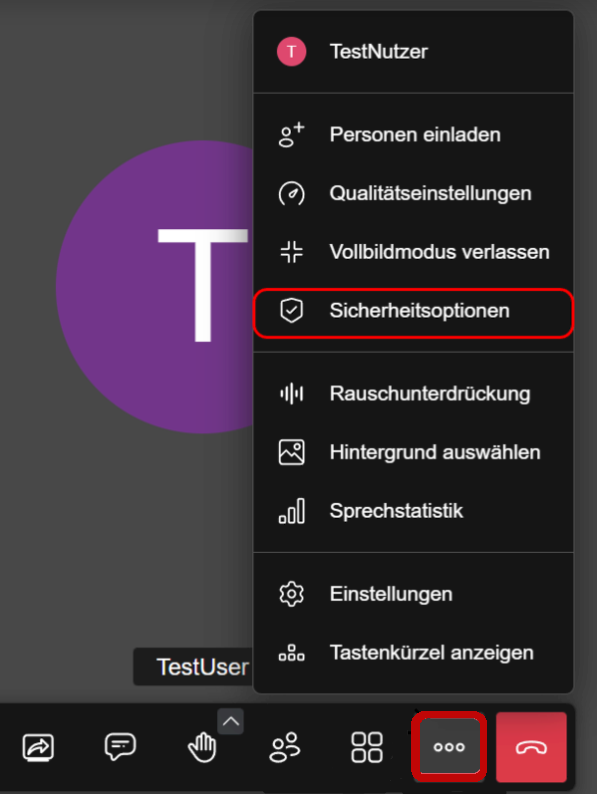 T TestNutzer
Personen einladen
Qualitätseinstellungen
Vollbildmodus verlassen
T
Sicherheitsoptionen
Rauschunterdrückung
Hintergrund auswählen
Sprechstatistik
Einstellungen
Tastenkürzel anzeigen
TestUser